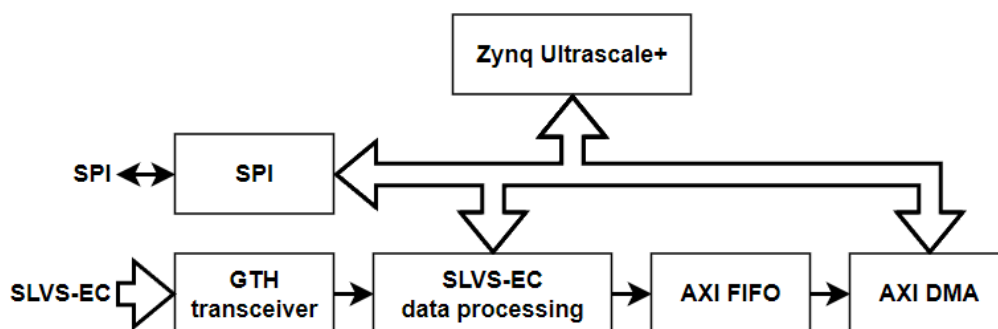 Zynq Ultrascale+
SPI
SPI
SLVS-EC
GTH
transceiver
SLVS-EC
data processing
AXI FIFO
AXI DMA